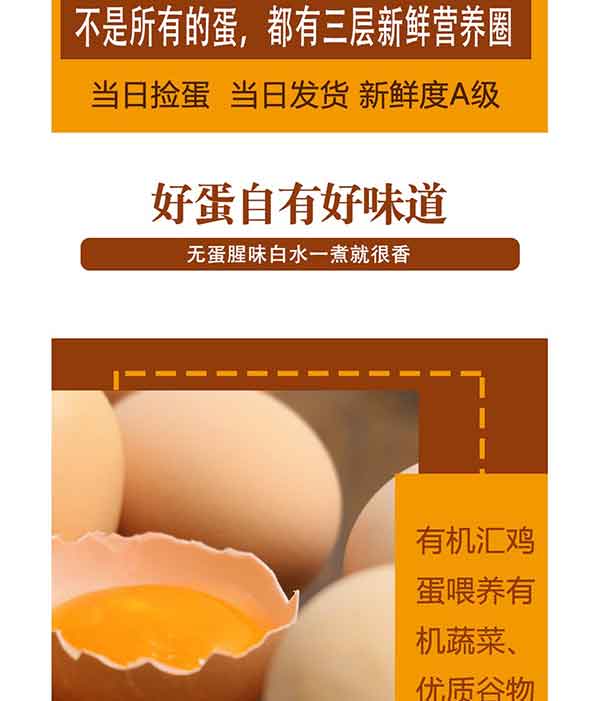 不是所有的蛋，都有三层新鲜营养圈
当日捡蛋 当日发货 新鲜度A级
好蛋自有好味道
无蛋腥味白水一煮就很香
有机汇鸡
蛋喂养有
机蔬菜、
优质谷物